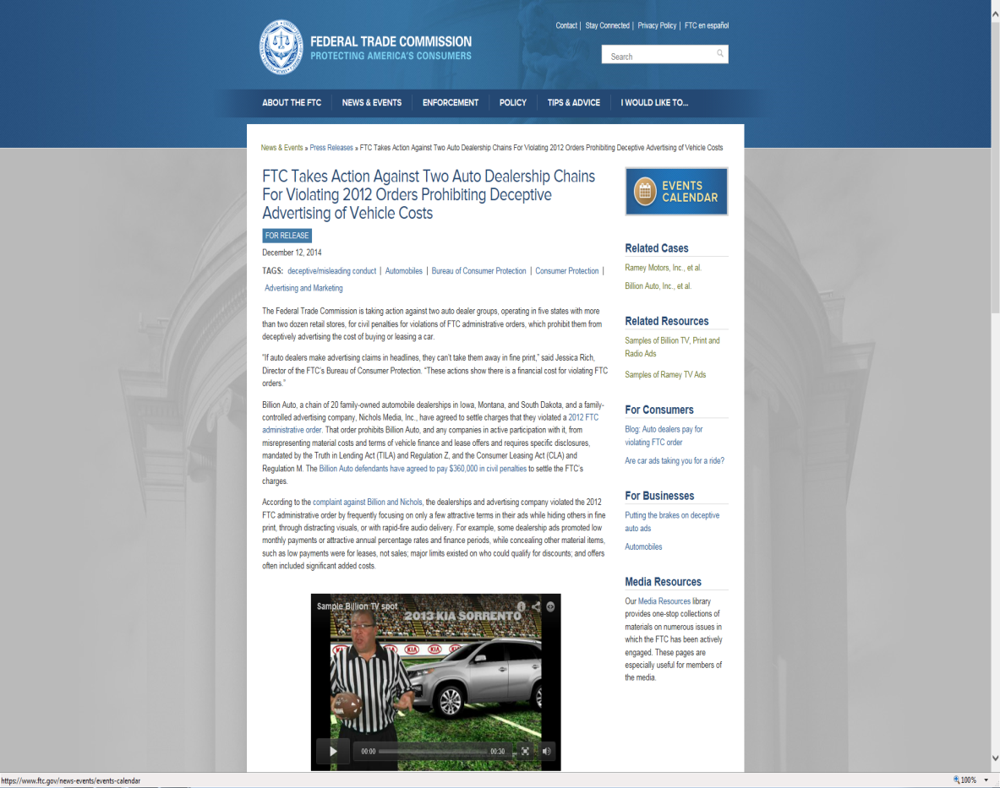 Contact | Stay Connected | Privacy Policy | FTC en español
FEDERAL TRADE COMMISSION
PROTECTING AMERICA'S CONSUMERS
Search
ABOUT THE FTC
NEWS & EVENTS
ENFORCEMENT
POLICY
TIPS & ADVICE
I WOULD LIKE TO...
News & Events » Press Releases » FTC Takes Action Against Two Auto Dealership Chains For Violating 2012 Orders Prohibiting Deceptive Advertising of Vehicle Costs
FTC Takes Action Against Two Auto Dealership Chains
For Violating 2012 Orders Prohibiting Deceptive
Advertising of Vehicle Costs
FOR RELEASE
December 12, 2014
TAGS: deceptive/misleading conduct | Automobiles | Bureau of Consumer Protection | Consumer Protection |
Advertising and Marketing
The Federal Trade Commission is taking action against two auto dealer groups, operating in five states with more
than two dozen retail stores, for civil penalties for violations of FTC administrative orders, which prohibit them from
deceptively advertising the cost of buying or leasing a car.
"If auto dealers make advertising claims in headlines, they can't take them away in fine print," said Jessica Rich,
Director of the FTC's Bureau of Consumer Protection. "These actions show there is a financial cost for violating FTC
orders."
Billion Auto, a chain of 20 family-owned automobile dealerships in Iowa, Montana, and South Dakota, and a family-
controlled advertising company, Nichols Media, Inc., have agreed to settle charges that they violated a 2012 FTC
administrative order. That order prohibits Billion Auto, and any companies in active participation with it, from
misrepresenting material costs and terms of vehicle finance and lease offers and requires specific disclosures,
mandated by the Truth in Lending Act (TILA) and Regulation Z, and the Consumer Leasing Act (CLA) and
Regulation M. The Billion Auto defendants have agreed to pay $360,000 in civil penalties to settle the FTC's
charges.
According to the complaint against Billion and Nichols, the dealerships and advertising company violated the 2012
FTC administrative order by frequently focusing on only a few attractive terms in their ads while hiding others in fine
print, through distracting visuals, or with rapid-fire audio delivery. For example, some dealership ads promoted low
monthly payments or attractive annual percentage rates and finance periods, while concealing other material items,
such as low payments were for leases, not sales; major limits existed on who could qualify for discounts; and offers
often included significant added costs.
Sample Billion TV spot
2013 KIA SORRENTO
KIA KIA KIA
00:00
00:30
EVENTS
CALENDAR
Related Cases
Ramey Motors, Inc., et al.
Billion Auto, Inc., et al.
Related Resources
Samples of Billion TV, Print and
Radio Ads
Samples of Ramey TV Ads
For Consumers
Blog: Auto dealers pay for
violating FTC order
Are car ads taking you for a ride?
For Businesses
Putting the brakes on deceptive
auto ads
Automobiles
Media Resources
Our Media Resources library
provides one-stop collections of
materials on numerous issues in
which the FTC has been actively
engaged. These pages are
especially useful for members of
the media.
https://www.ftc.gov/news-events/events-calendar
100%